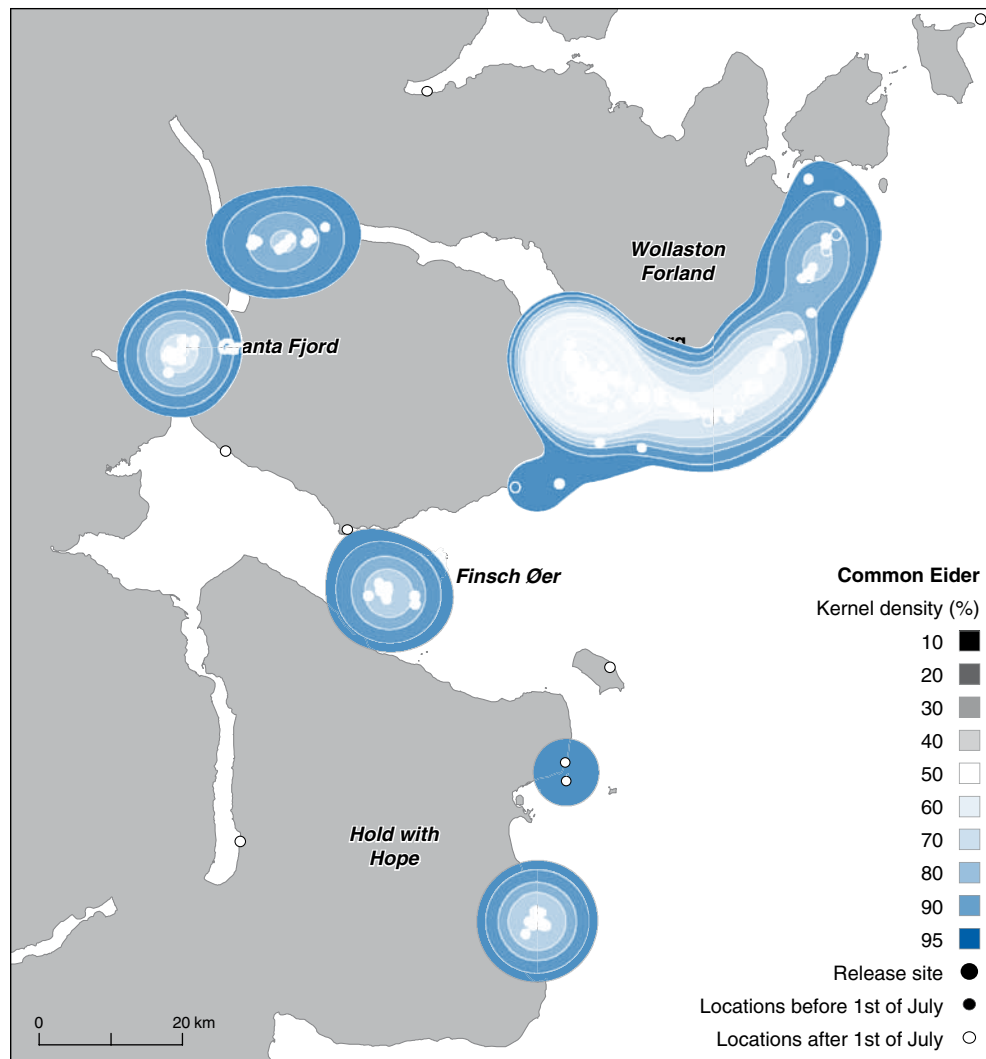 Wollaston
Forland
anta Fjord
Finsch Øer
Hold with
Hope
Common Eider
Kernel density (%)
10
20
30
40
50
60
70
80
90
95
Release site
Locations before 1st of July
Locations after 1st of July
0 20 km